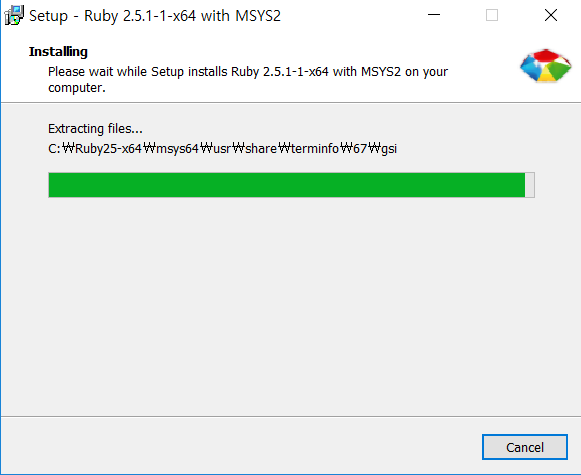 Setup - Ruby 2.5.1-1-x64 with MSYS2
Installing
Please wait while Setup installs Ruby 2.5.1-1-x64 with MSYS2 on your
computer.
Extracting files...
C:₩Ruby25-x64₩msys64₩usr₩share₩terminfo₩67₩gsi
Cancel